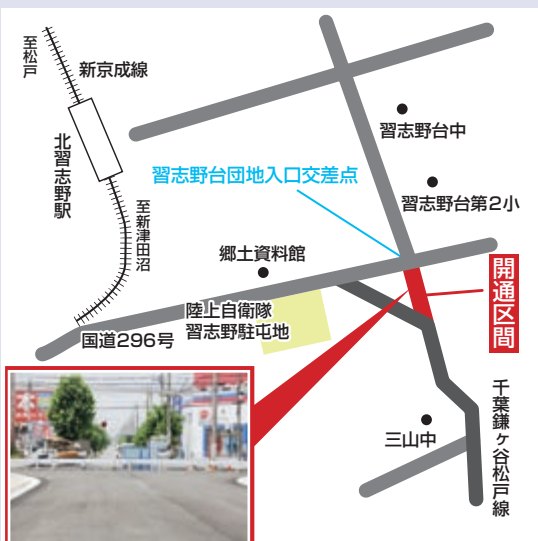 至松戸
新京成線
北習志野駅
至新津田沼
習志野台中
習志野台団地入口交差点
習志野台第2小
郷土資料館
開通区間
陸上自衛隊
習志野駐屯地
国道296号
千葉鎌ヶ谷松戸線
三山中
本